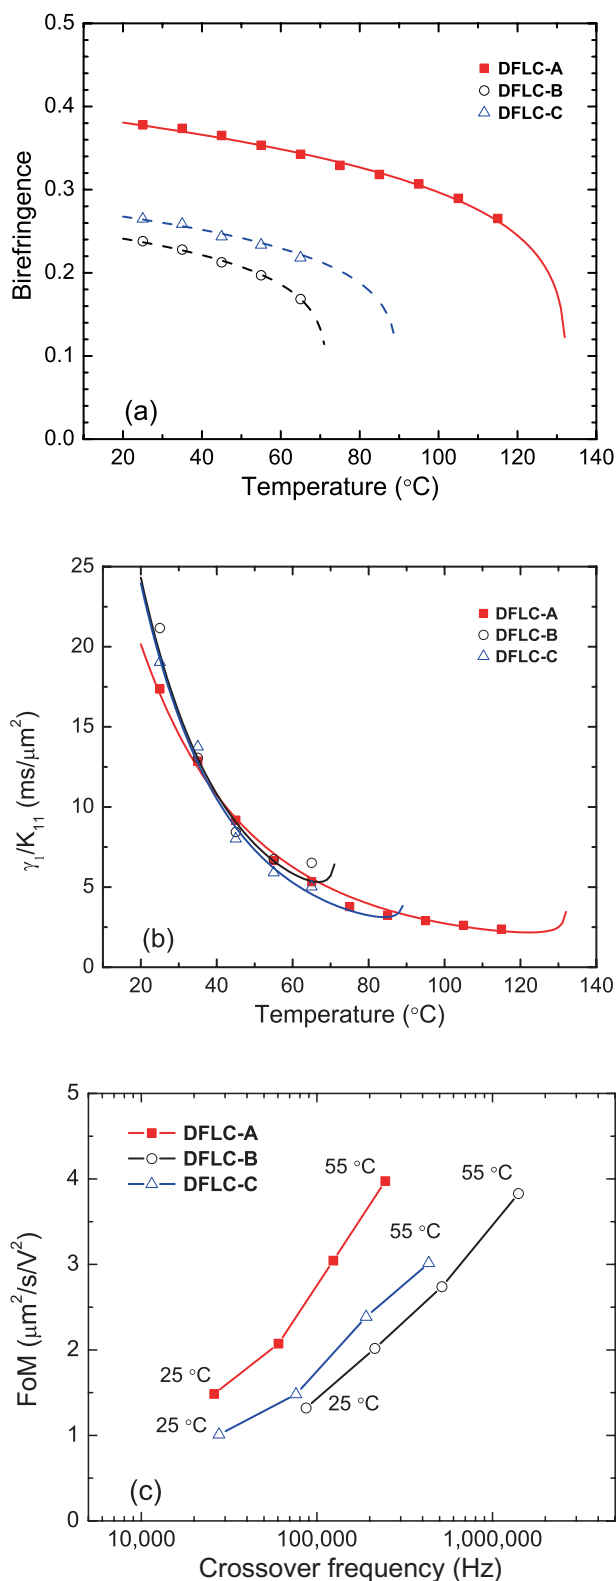 0.5
0.4
0.3
0.2
0.1
0.0
Birefringence
DFLC-A
DFLC-B
DFLC-C
(a)
20 40 60 80 100 120 140
Temperature (°C)
25
20
15
10
5
0
γ₁/K₁₁ (ms/μm²)
DFLC-A
DFLC-B
DFLC-C
(b)
20 40 60 80 100 120 140
Temperature (°C)
5
4
3
2
1
0
FoM (μm²/s/V²)
DFLC-A
DFLC-B
DFLC-C
55 °C
55 °C
55 °C
25 °C
25 °C
25 °C
(c)
10,000 100,000 1,000,000
Crossover frequency (Hz)